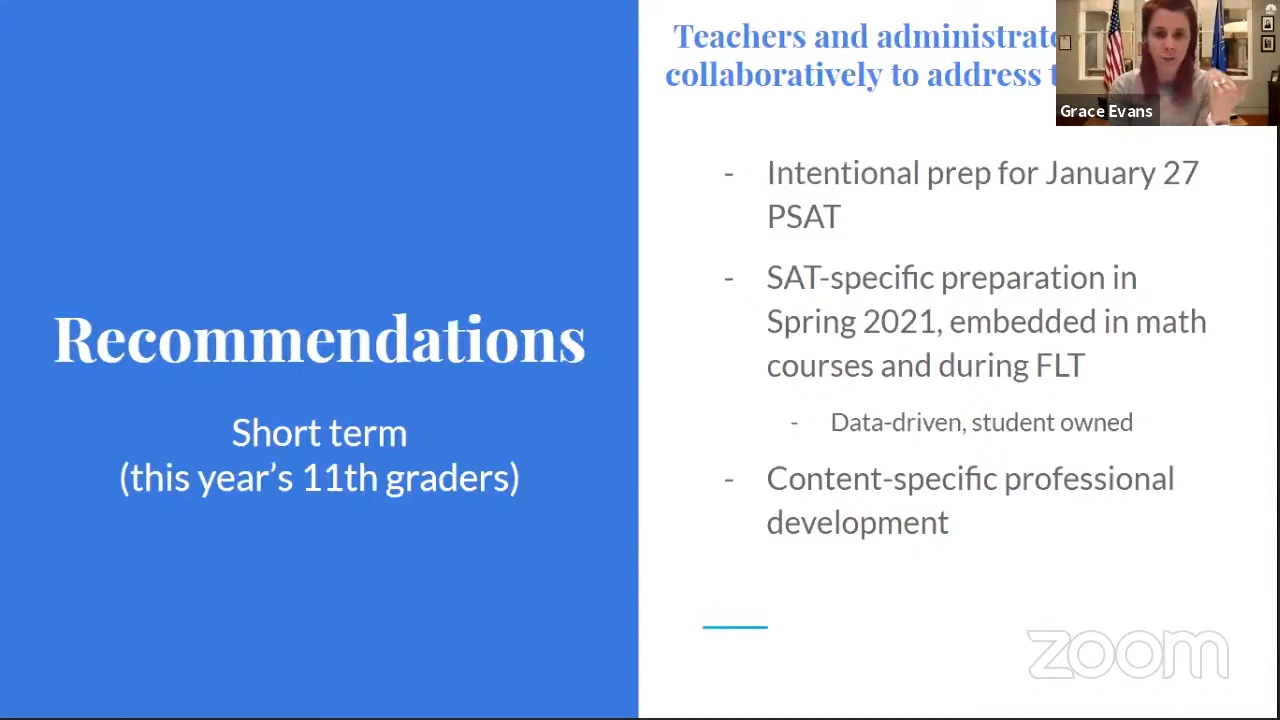 Teachers and administrat
collaboratively to address
Grace Evans
- Intentional prep for January 27
PSAT
- SAT-specific preparation in
Spring 2021, embedded in math
courses and during FLT
- Data-driven, student owned
- Content-specific professional
development
Recommendations
Short term
(this year's 11th graders)
zoom